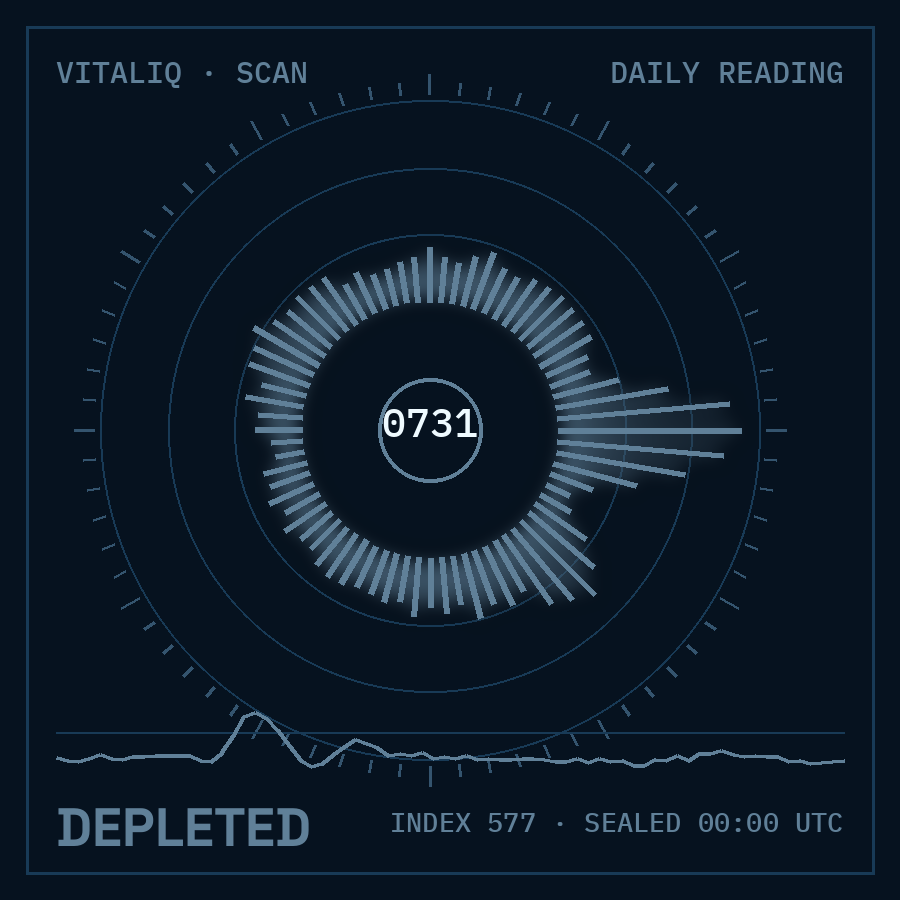 VITALIQ · SCAN
DAILY READING
0731
DEPLETED
INDEX 577 · SEALED 00:00 UTC